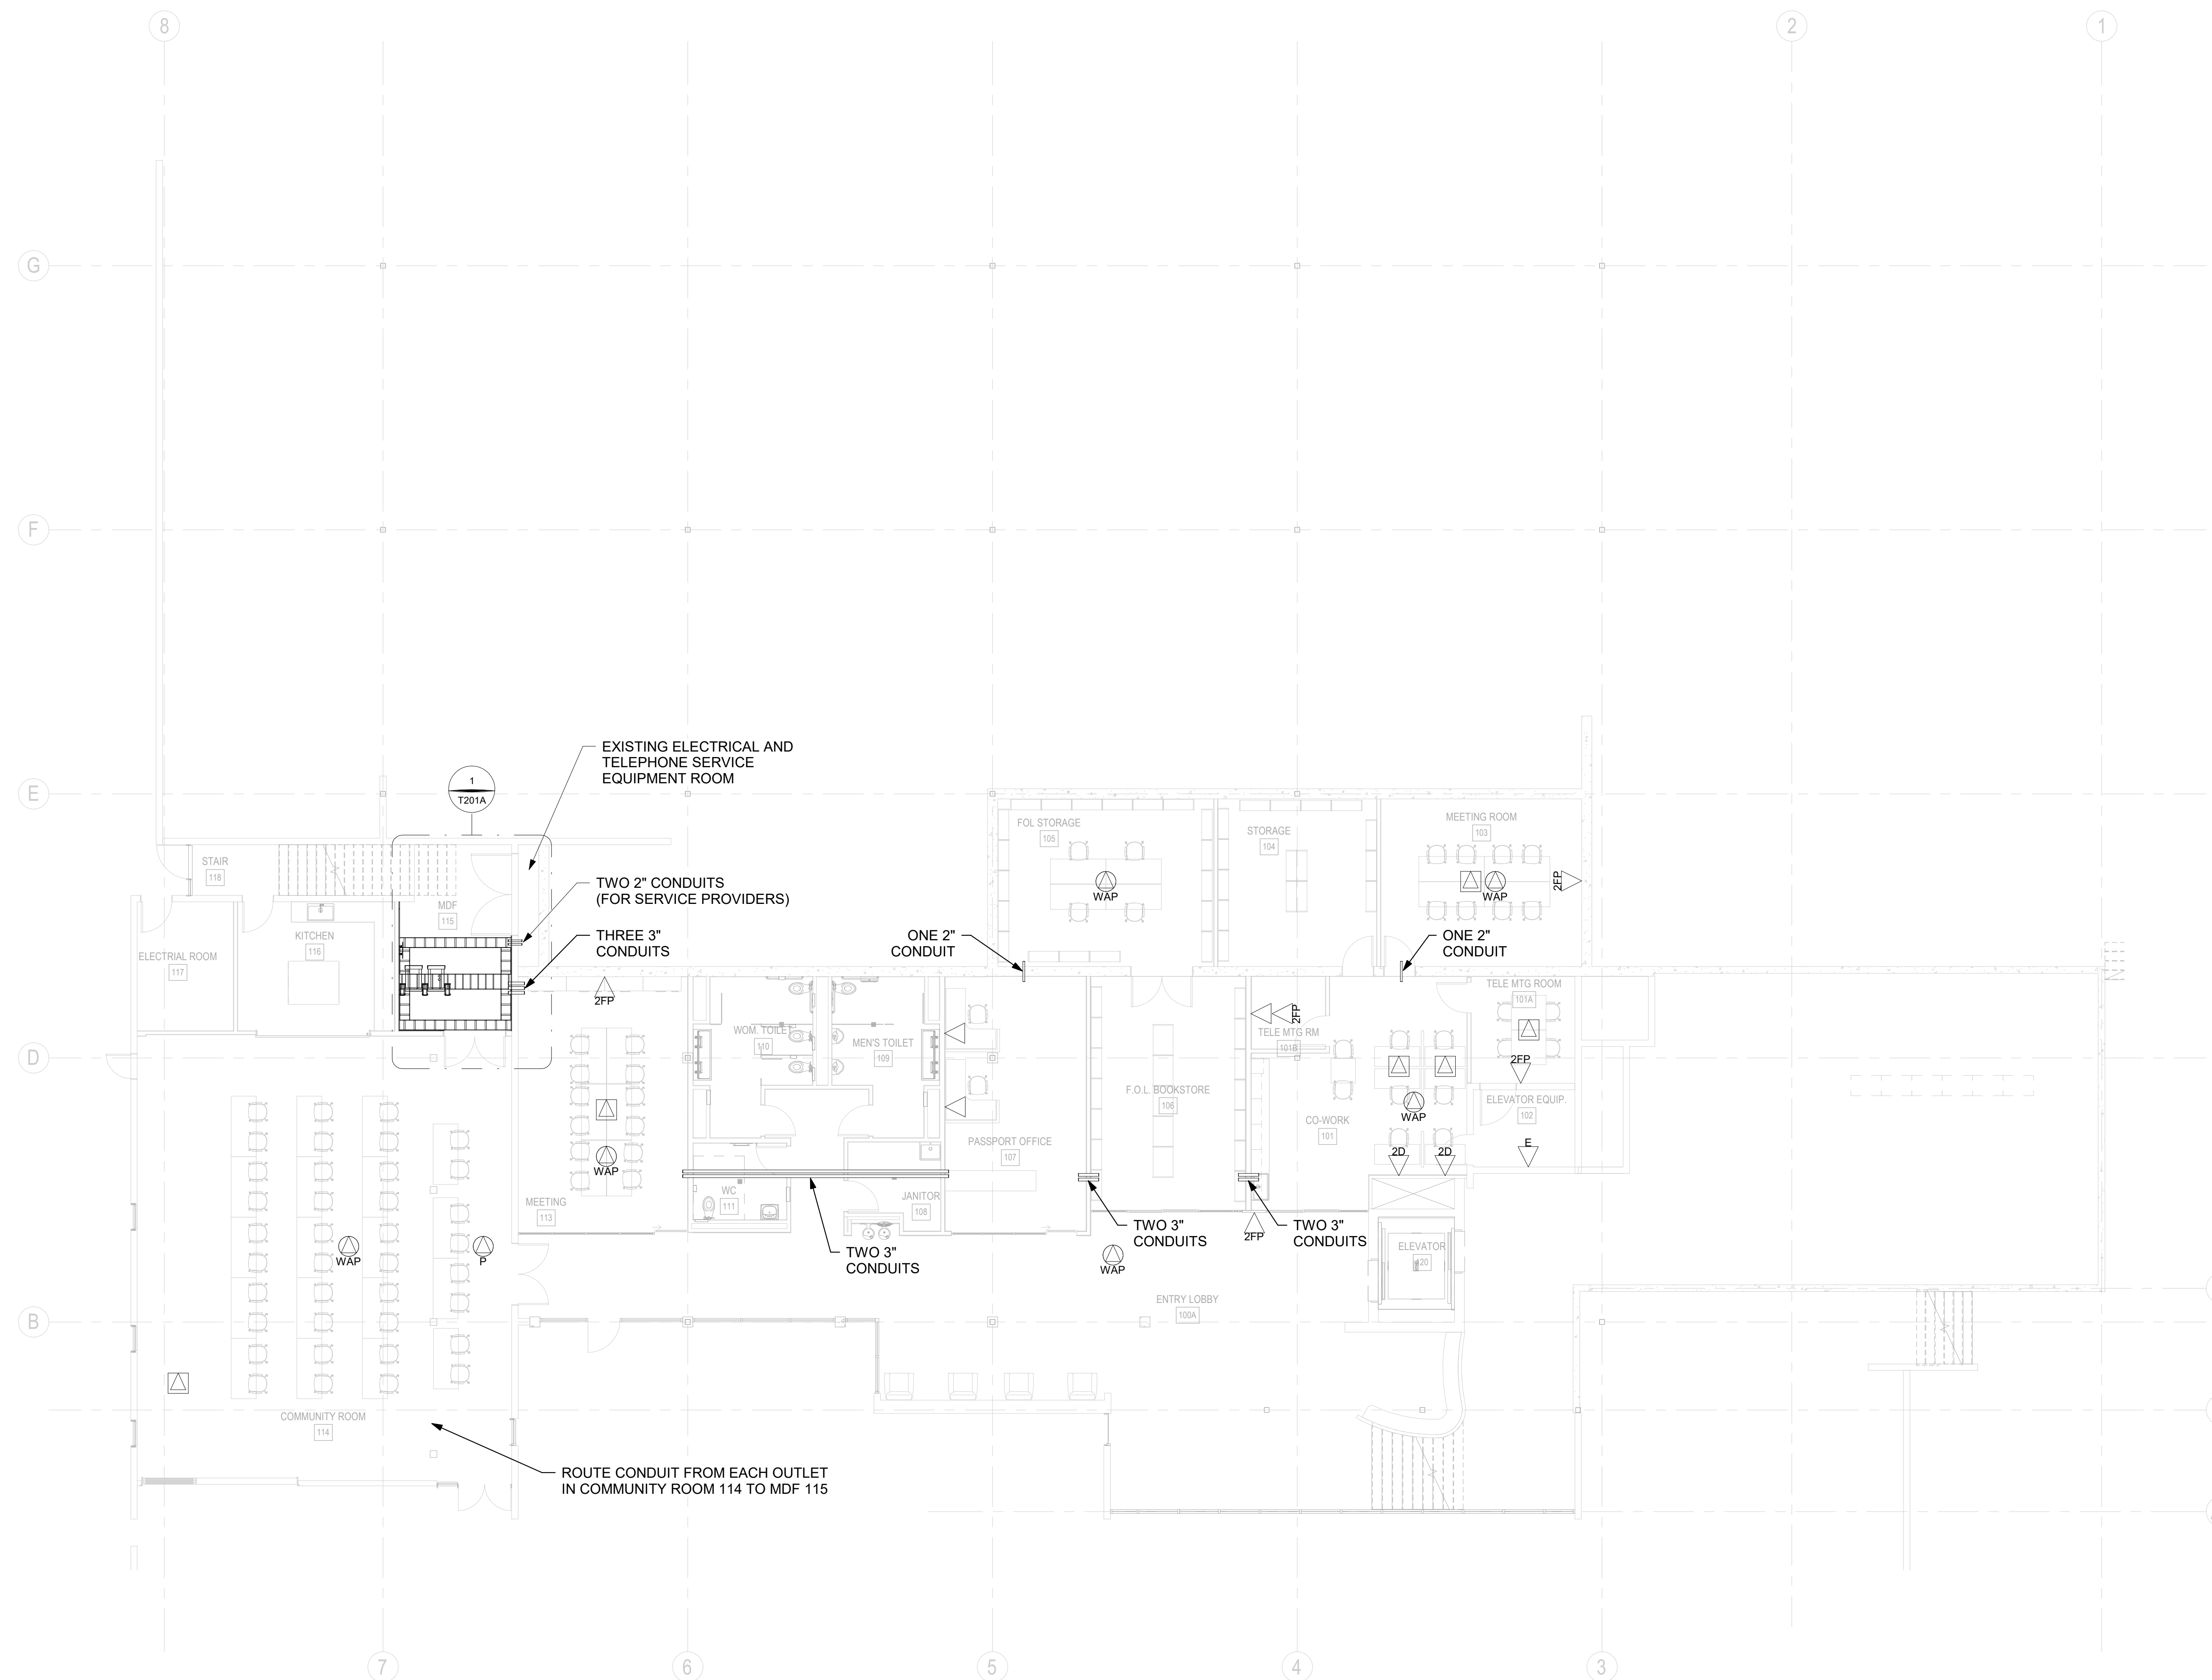 8
2
1
G
F
EXISTING ELECTRICAL AND
TELEPHONE SERVICE
EQUIPMENT ROOM
1
T201A
E
FOL STORAGE
105
STORAGE
104
MEETING ROOM
103
STAIR
118
TWO 2" CONDUITS
(FOR SERVICE PROVIDERS)
WAP
WAP
2FP
MDF
115
KITCHEN
116
THREE 3"
CONDUITS
ONE 2"
CONDUIT
ONE 2"
CONDUIT
ELECTRIAL ROOM
117
2FP
TELE MTG ROOM
101A
2FP
WOM. TOILET
110
MEN'S TOILET
109
TELE MTG RM
101B
D
2FP
F.O.L. BOOKSTORE
106
ELEVATOR EQUIP.
102
WAP
CO-WORK
101
PASSPORT OFFICE
107
2D
2D
E
WAP
WC
111
JANITOR
108
MEETING
113
TWO 3"
CONDUITS
TWO 3"
CONDUITS
2FP
TWO 3"
CONDUITS
WAP
P
WAP
ELEVATOR
120
ENTRY LOBBY
100A
B
COMMUNITY ROOM
114
ROUTE CONDUIT FROM EACH OUTLET
IN COMMUNITY ROOM 114 TO MDF 115
7
6
5
4
3